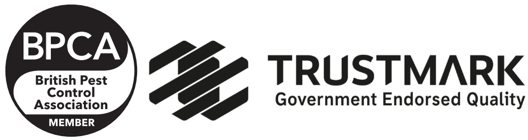 BPCA
British Pest
Control
Association
MEMBER
TRUSTMARK
Government Endorsed Quality